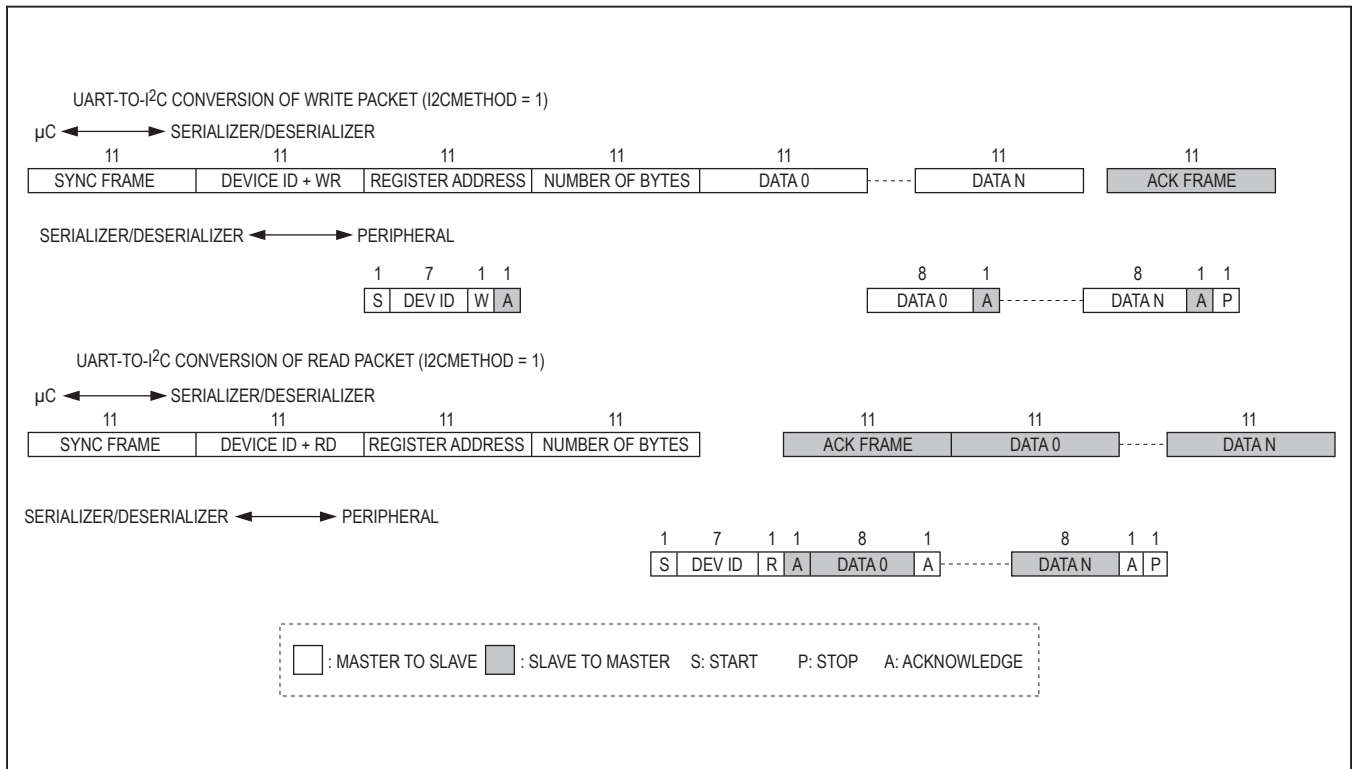 UART-TO-I2C CONVERSION OF WRITE PACKET (I2CMETHOD = 1)
µC SERIALIZER/DESERIALIZER
11 11 11 11 11 11 11
SYNC FRAME DEVICE ID + WR REGISTER ADDRESS NUMBER OF BYTES DATA 0 DATA N ACK FRAME
SERIALIZER/DESERIALIZER PERIPHERAL
1 7 1 1 8 1 8 1 1
S DEV ID W A DATA 0 A DATA N A P
UART-TO-I2C CONVERSION OF READ PACKET (I2CMETHOD = 1)
µC SERIALIZER/DESERIALIZER
11 11 11 11 11 11 11
SYNC FRAME DEVICE ID + RD REGISTER ADDRESS NUMBER OF BYTES ACK FRAME DATA 0 DATA N
SERIALIZER/DESERIALIZER PERIPHERAL
1 7 1 1 8 1 8 1 1
S DEV ID R A DATA 0 A DATA N A P
: MASTER TO SLAVE : SLAVE TO MASTER S: START P: STOP A: ACKNOWLEDGE